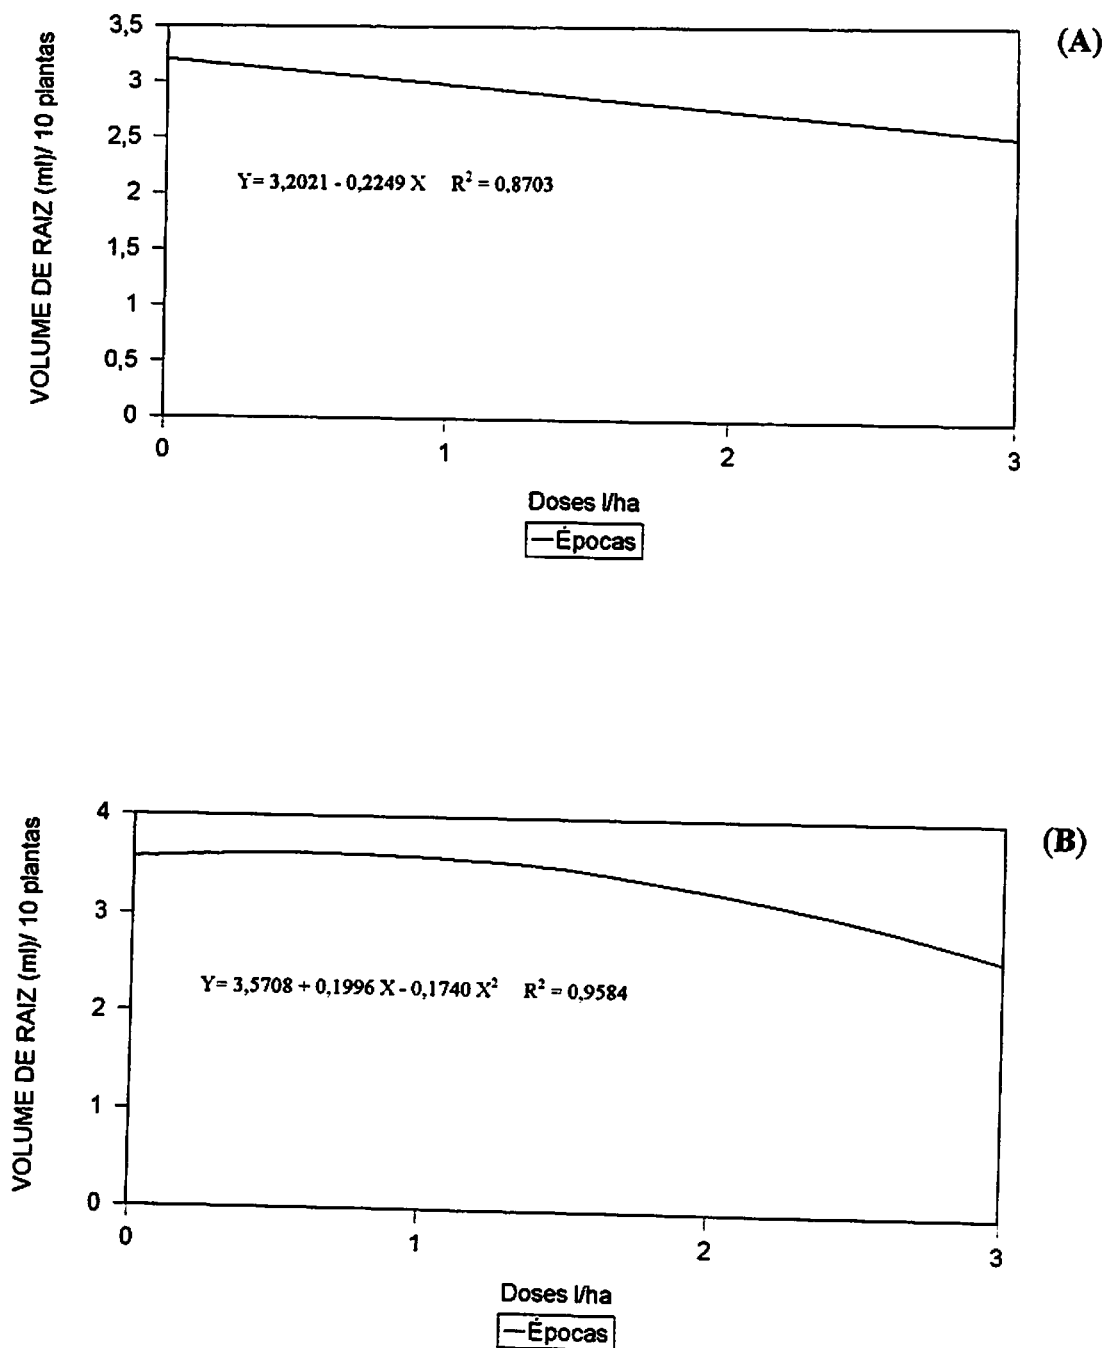 (A)
VOLUME DE RAIZ (ml)/ 10 plantas
3,5
3
2,5
2
1,5
1
0,5
0
Y= 3,2021 - 0,2249 X R² = 0,8703
0 1 2 3
Doses l/ha
Épocas
(B)
VOLUME DE RAIZ (ml)/ 10 plantas
4
3
2
1
0
Y= 3,5708 + 0,1996 X - 0,1740 X² R² = 0,9584
0 1 2 3
Doses l/ha
Épocas